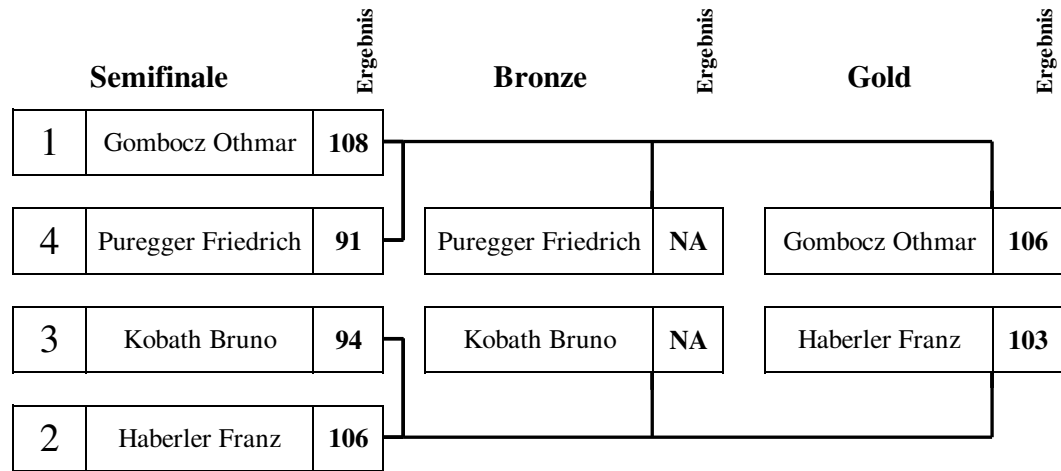 Semifinale Ergebnis Bronze Ergebnis Gold Ergebnis
1 Gombocz Othmar 108
4 Puregger Friedrich 91 Puregger Friedrich NA Gombocz Othmar 106
3 Kobath Bruno 94 Kobath Bruno NA Haberler Franz 103
2 Haberler Franz 106